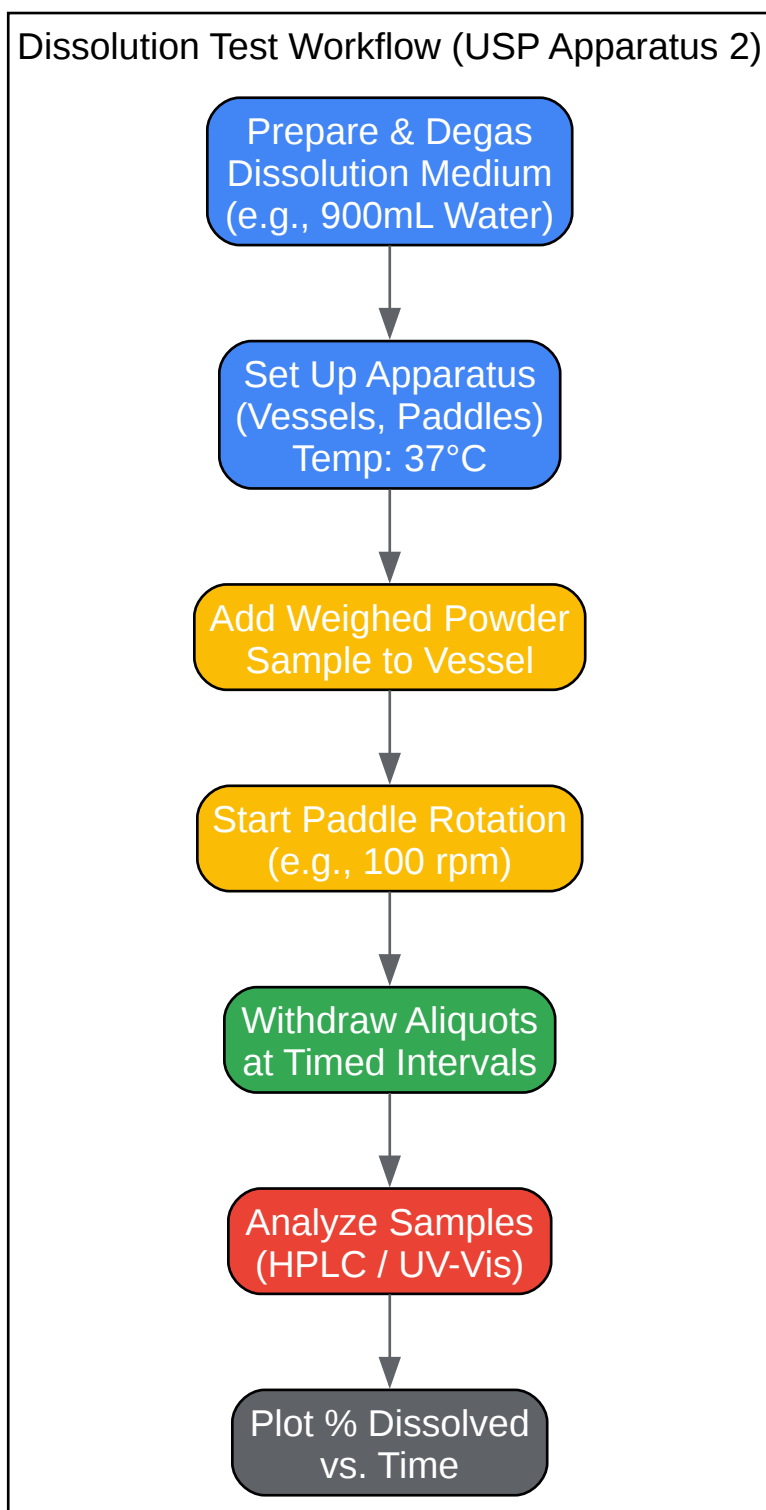 Dissolution Test Workflow (USP Apparatus 2)
Prepare & Degas
Dissolution Medium
(e.g., 900mL Water)
Set Up Apparatus
(Vessels, Paddles)
Temp: 37°C
Add Weighed Powder
Sample to Vessel
Start Paddle Rotation
(e.g., 100 rpm)
Withdraw Aliquots
at Timed Intervals
Analyze Samples
(HPLC / UV-Vis)
Plot % Dissolved
vs. Time